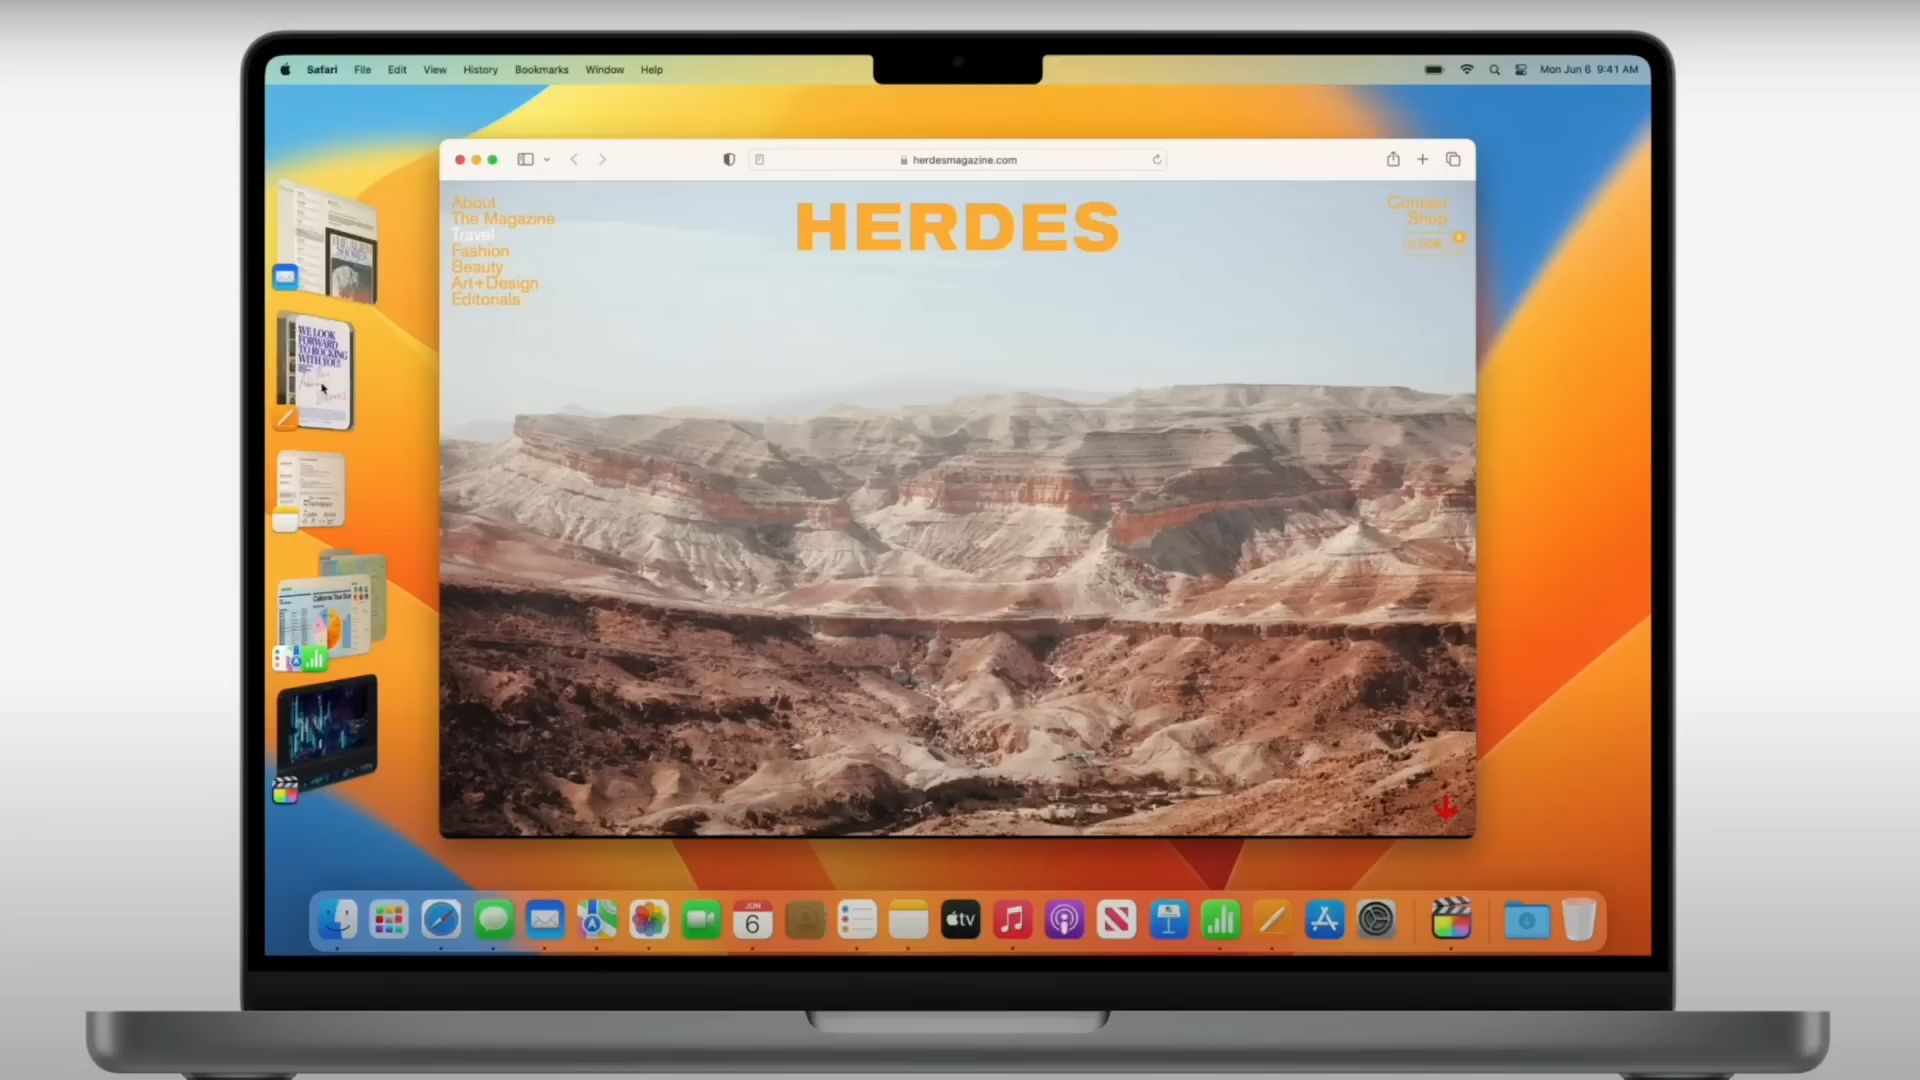 Safari File Edit View History Bookmarks Window Help
Mon Jun 6 9:41 AM
herdesmagazine.com
About
The Magazine
Travel
Fashion
Beauty
Art+Design
Editorials
HERDES
Contact
Shop
WE LOOK
FORWARD
TO ROCKING
WITH YOU!
JUN
6
tv